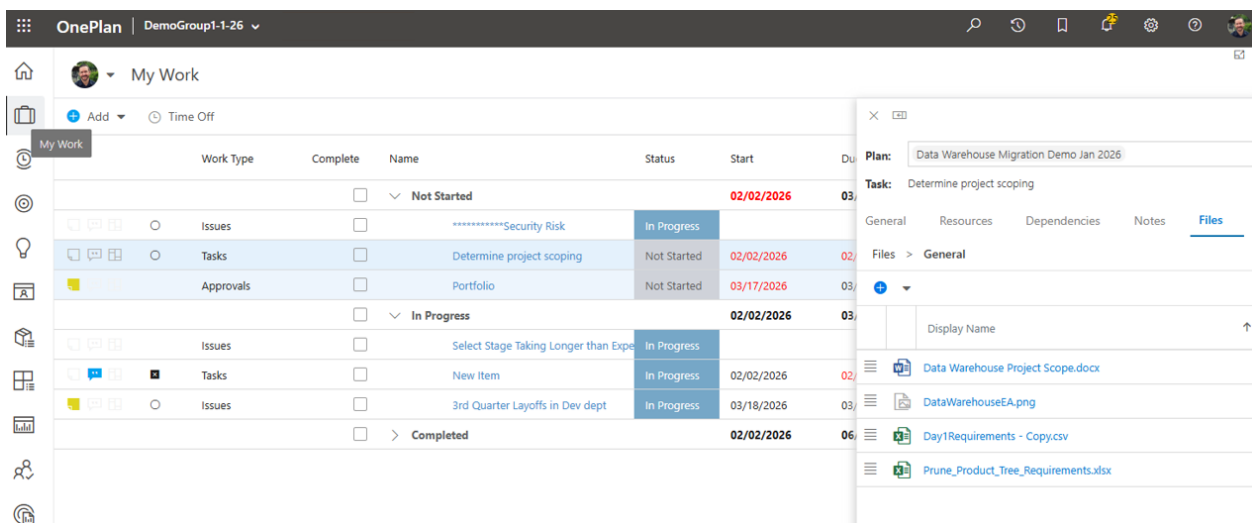 OnePlan | DemoGroup1-1-26
25
My Work
Add Time Off
My Work
Work Type Complete Name Status Start Du
Not Started 02/02/2026 03/
Issues ***********Security Risk In Progress
Tasks Determine project scoping Not Started 02/02/2026 02/
Approvals Portfolio Not Started 03/17/2026 03/
In Progress 02/02/2026 03/
Issues Select Stage Taking Longer than Expe In Progress
Tasks New Item In Progress 02/02/2026 02/
Issues 3rd Quarter Layoffs in Dev dept In Progress 03/18/2026 03/
Completed 02/02/2026 06/
Plan: Data Warehouse Migration Demo Jan 2026
Task: Determine project scoping
General Resources Dependencies Notes Files
Files > General
Display Name
Data Warehouse Project Scope.docx
DataWarehouseEA.png
Day1Requirements - Copy.csv
Prune_Product_Tree_Requirements.xlsx